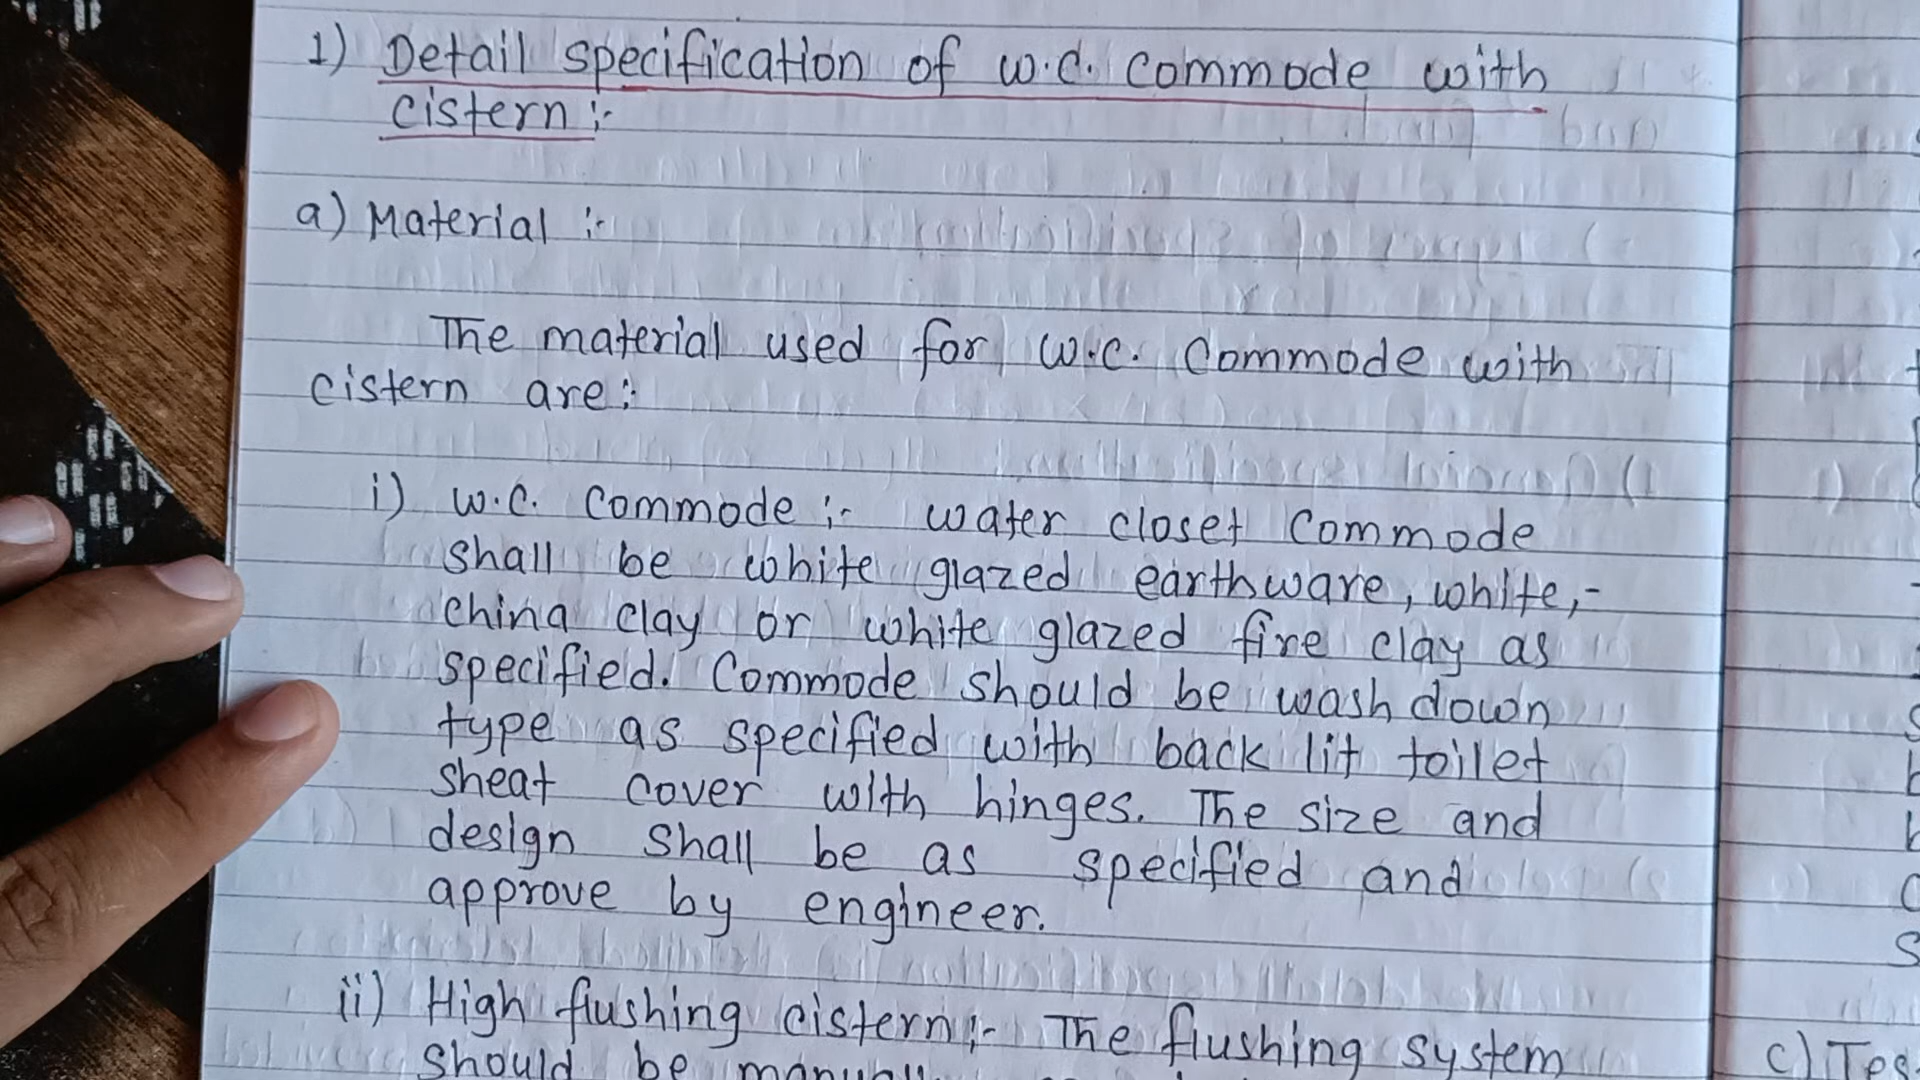 1) Detail specification of w.c. commode with
cistern :-
a) Material :-
The material used for w.c. Commode with
cistern are :-
i) w.c. commode :- water closet Commode
shall be white glazed earthware, white,-
china clay or white glazed fire clay as
specified. Commode should be wash down
type as specified with back lit toilet
sheat cover with hinges. The size and
design shall be as specified and
approve by engineer.
ii) High flushing cistern :- The flushing system
should be
c) Tes